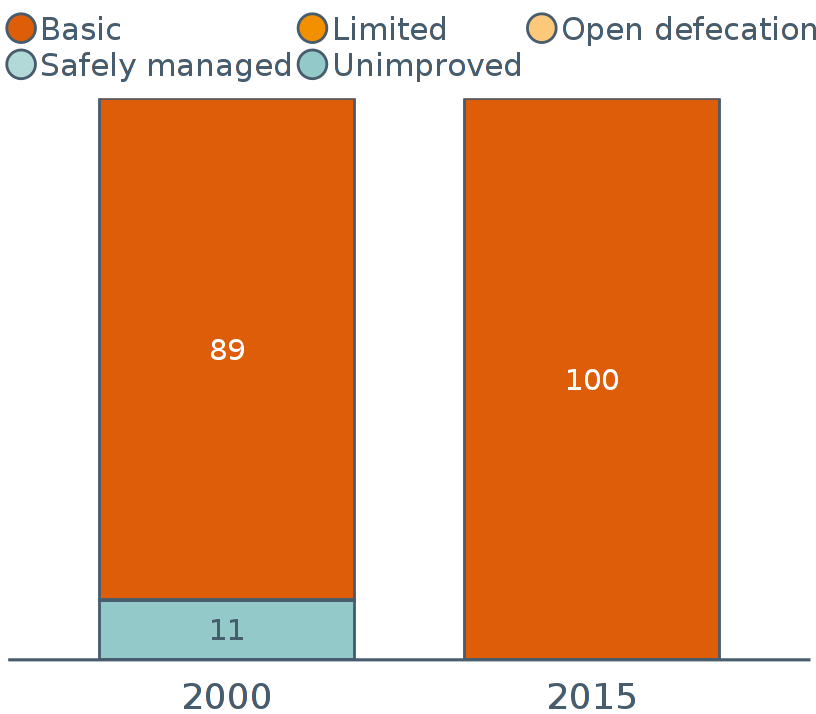 Basic Limited Open defecation
Safely managed Unimproved
89
100
11
2000 2015